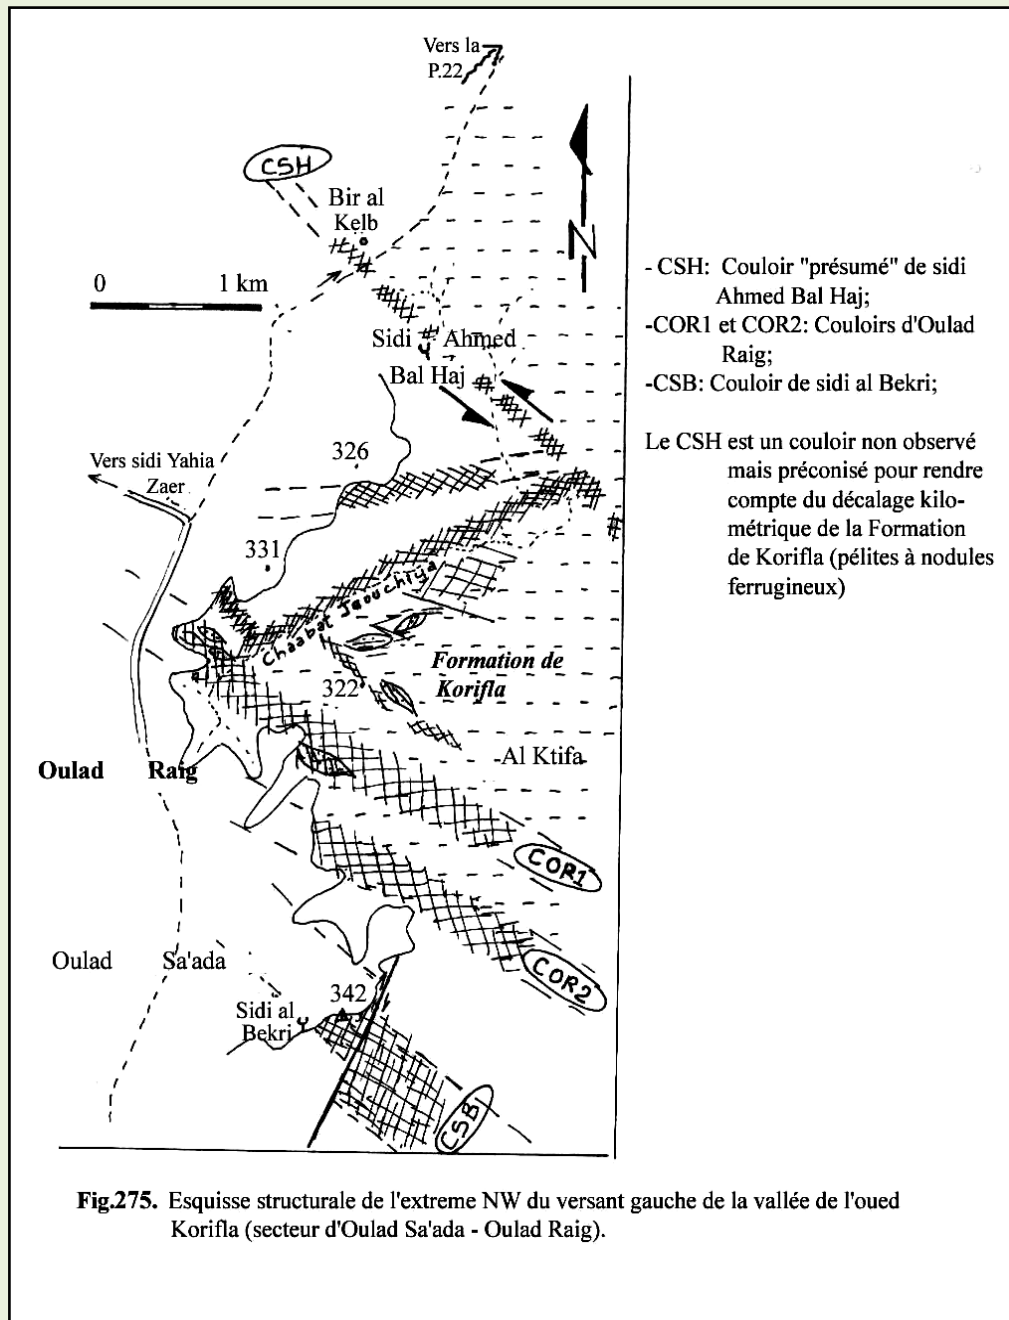 Vers la
P.22
CSH
Bir al
Kelb
N
0 1 km
Sidi Ahmed
Bal Haj
- CSH: Couloir "présumé" de sidi
Ahmed Bal Haj;
-COR1 et COR2: Couloirs d'Oulad
Raig;
-CSB: Couloir de sidi al Bekri;
Le CSH est un couloir non observé
mais préconisé pour rendre
compte du décalage kilo-
métrique de la Formation
de Korifla (pélites à nodules
ferrugineux)
326
Vers sidi Yahia
Zaer
331
Chaabat Jaouchiya
Formation de
Korifla
322
Al Ktifa
Oulad Raig
COR1
COR2
Oulad Sa'ada
342
Sidi al
Bekri
CSB
Fig.275. Esquisse structurale de l'extreme NW du versant gauche de la vallée de l'oued
Korifla (secteur d'Oulad Sa'ada - Oulad Raig).